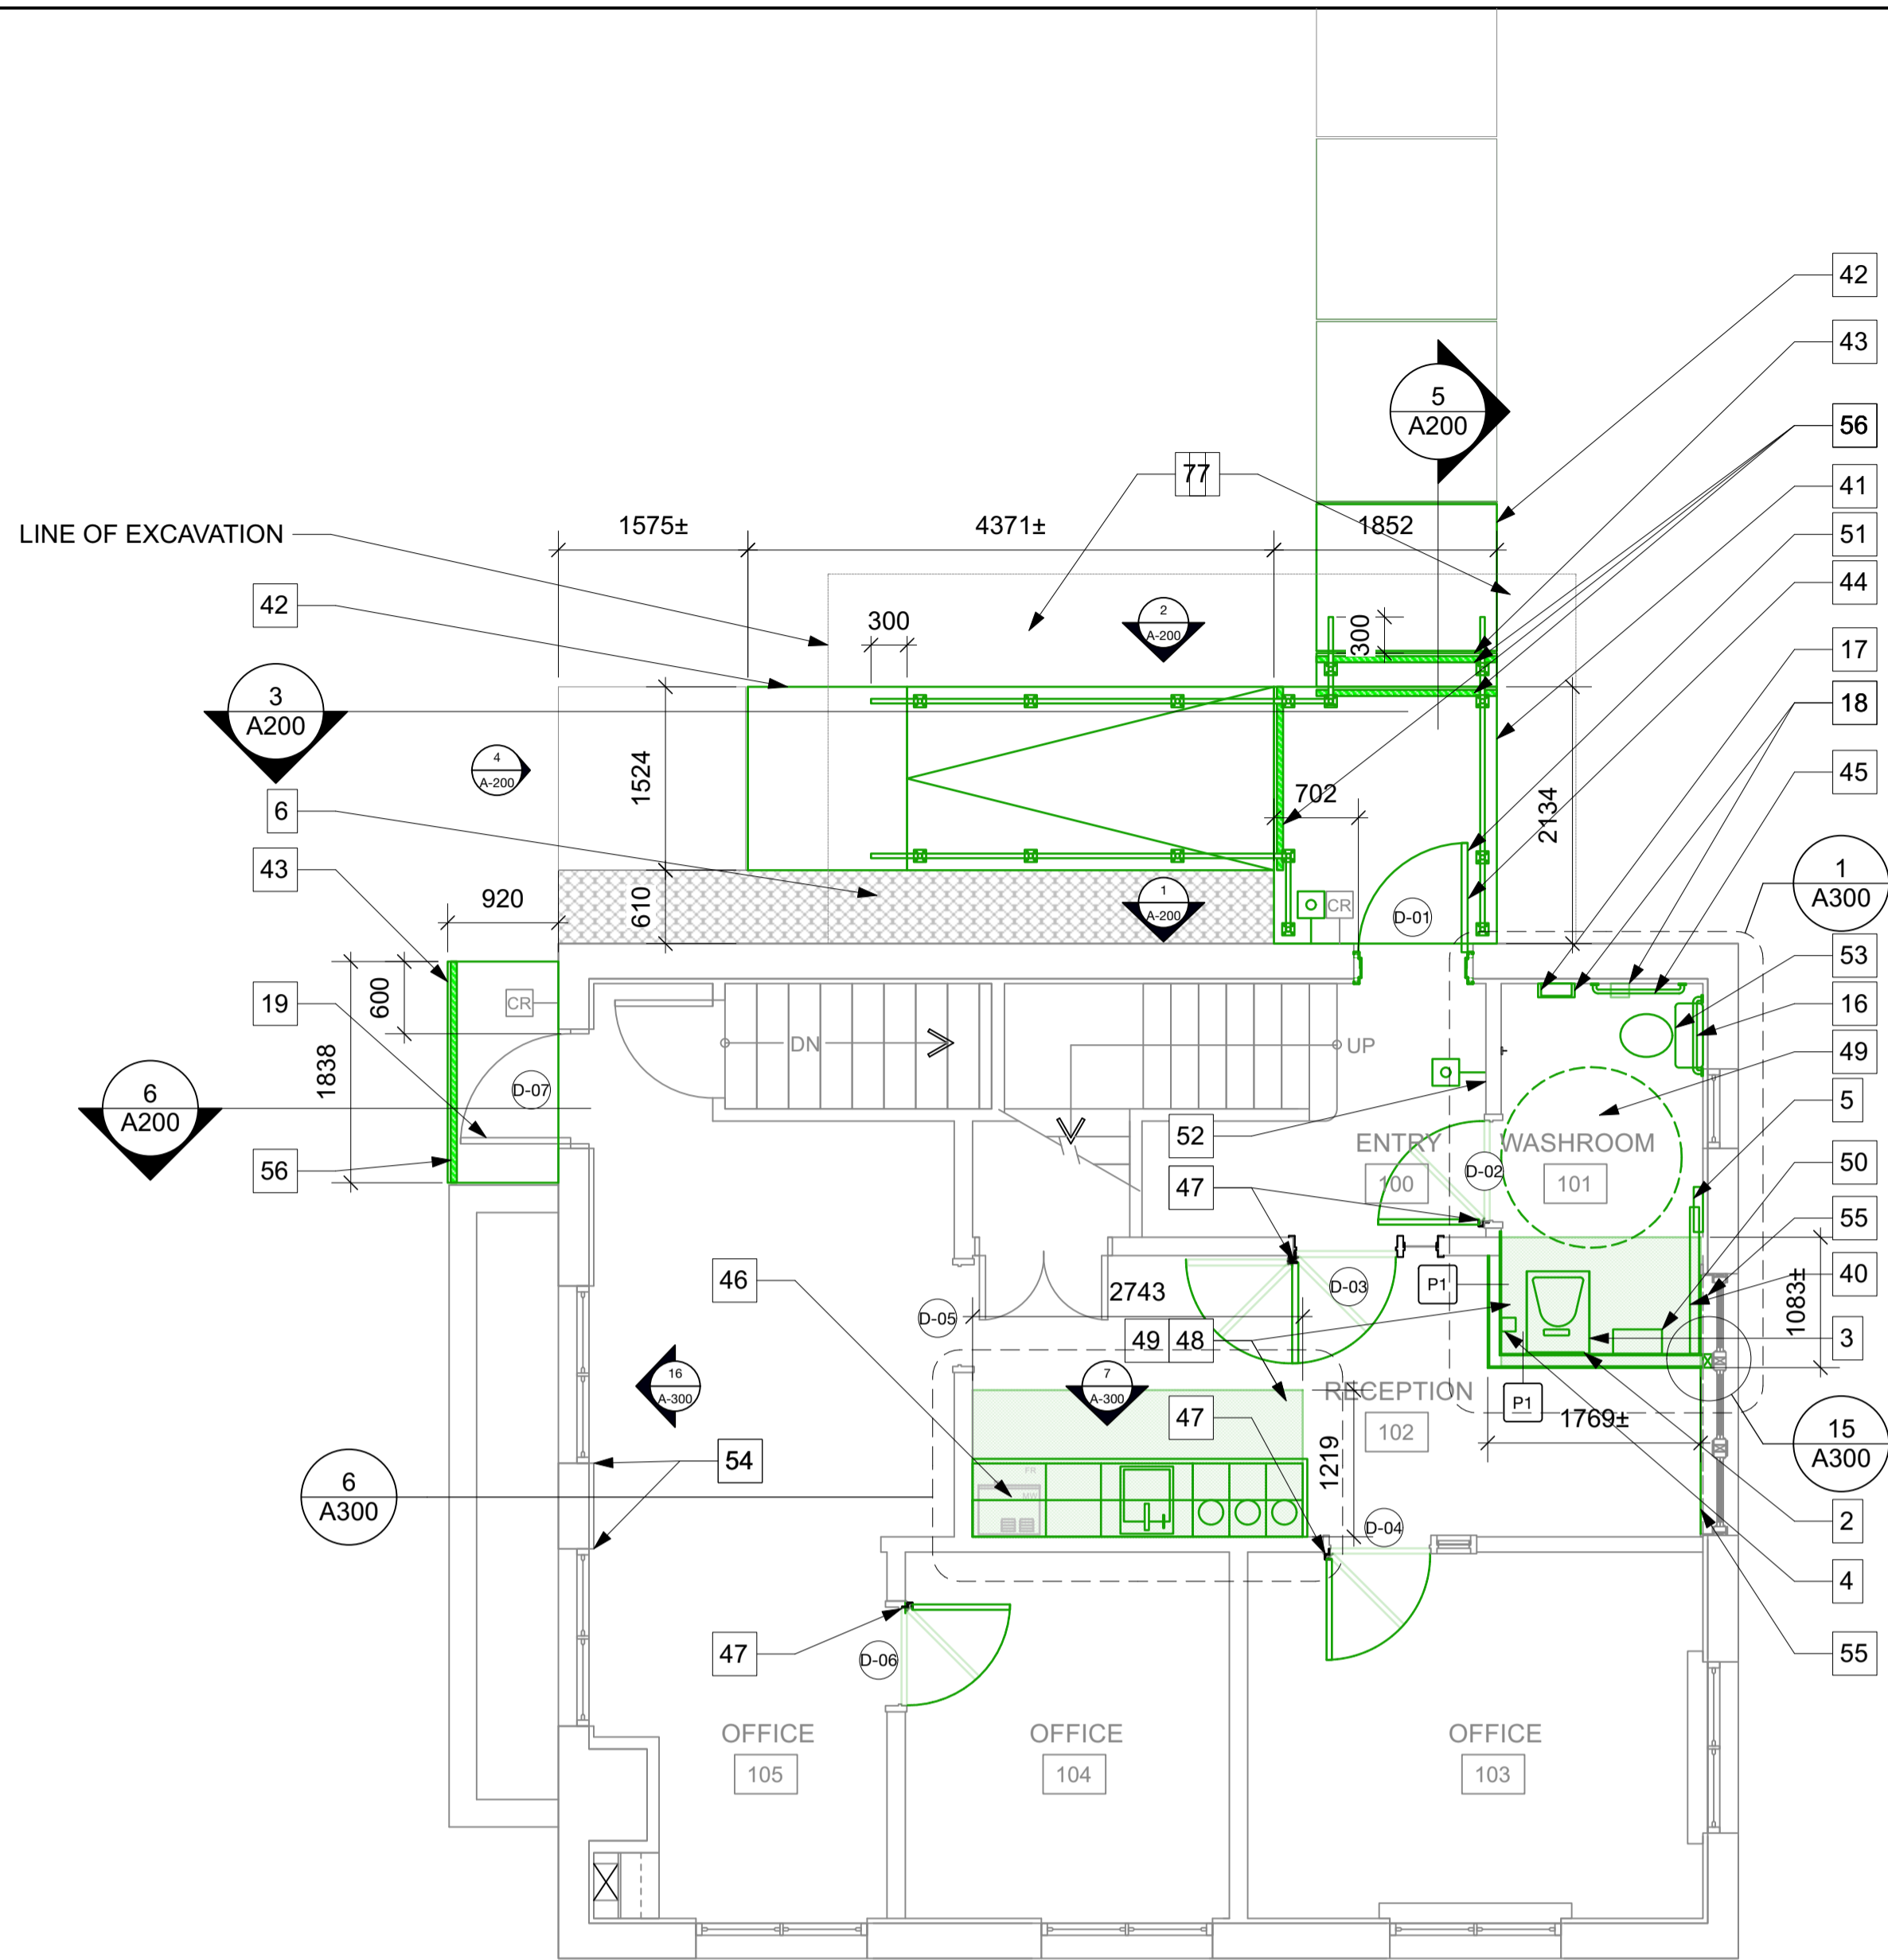 42
43
5
A200
56
41
77
51
LINE OF EXCAVATION
1575±
4371±
1852
44
42
300
2
A-200
300
17
3
A200
18
4
A-200
1524
702
2134
45
6
1
A300
43
920
610
1
A-200
CR
D-01
53
19
600
CR
16
1838
DN
UP
49
6
A200
D-07
5
52
ENTRY
100
D-02
WASHROOM
101
50
56
47
55
46
2743
D-03
P1
1083±
40
D-05
49
48
3
16
A-300
7
A-300
RECEPTION
102
P1
1769±
47
15
A300
54
1219
6
A300
FR
MW
D-04
2
4
47
D-06
55
OFFICE
105
OFFICE
104
OFFICE
103